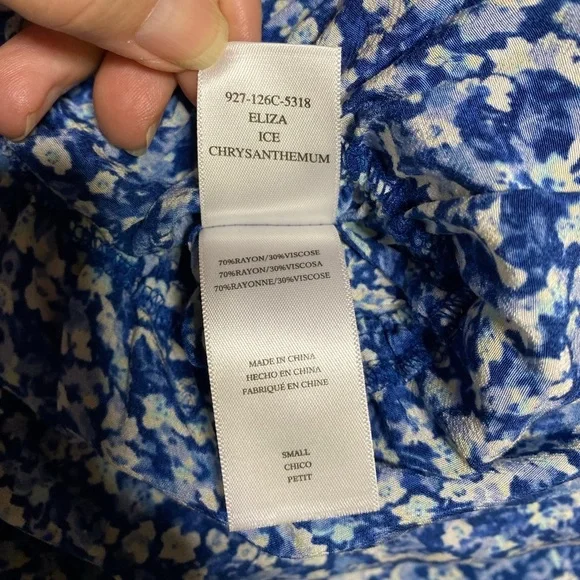 927-126C-5318
ELIZA
ICE
CHRYSANTHEMUM
70%RAYON/30%VISCOSE
70%RAYON/30%VISCOSA
70%RAYONNE/30%VISCOSE
MADE IN CHINA
HECHO EN CHINA
FABRIQUÉ EN CHINE
SMALL
CHICO
PETIT